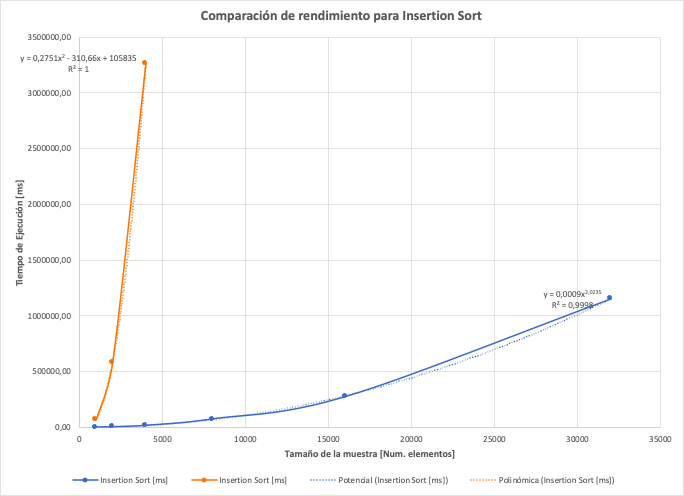 Comparación de rendimiento para Insertion Sort
3500000,00
y = 0,2751x² - 310,66x + 105835
R² = 1
3000000,00
2500000,00
2000000,00
1500000,00
1000000,00
500000,00
0,00
Tiempo de Ejecución [ms]
y = 0,0009x^2,0235
R² = 0,9998
0 5000 10000 15000 20000 25000 30000 35000
Tamaño de la muestra [Num. elementos]
Insertion Sort [ms] Insertion Sort [ms] Potencial (Insertion Sort [ms]) Polinómica (Insertion Sort [ms])